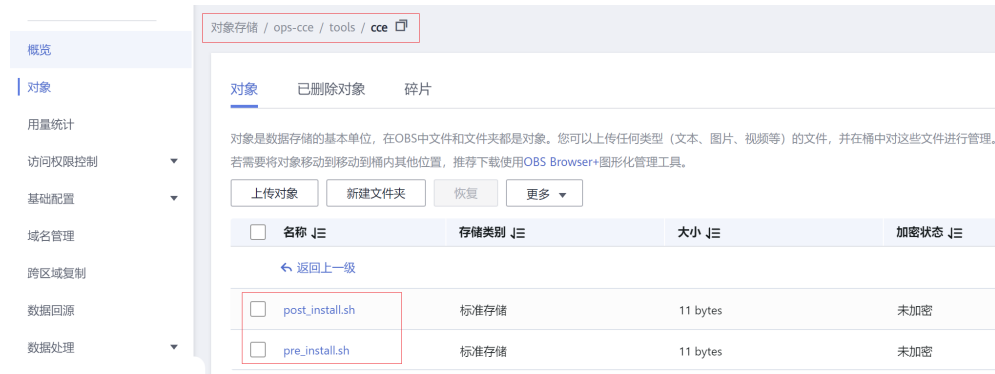 对象存储 / ops-cce / tools / cce
概览
对象
用量统计
访问权限控制
基础配置
域名管理
跨区域复制
数据回源
数据处理
对象 已删除对象 碎片
对象是数据存储的基本单位，在OBS中文件和文件夹都是对象。您可以上传任何类型（文本、图片、视频等）的文件，并在桶中对这些文件进行管理。
若需要将对象移动到移动到桶内其他位置，推荐下载使用OBS Browser+图形化管理工具。
上传对象 新建文件夹 恢复 更多
名称 存储类别 大小 加密状态
返回上一级
post_install.sh 标准存储 11 bytes 未加密
pre_install.sh 标准存储 11 bytes 未加密